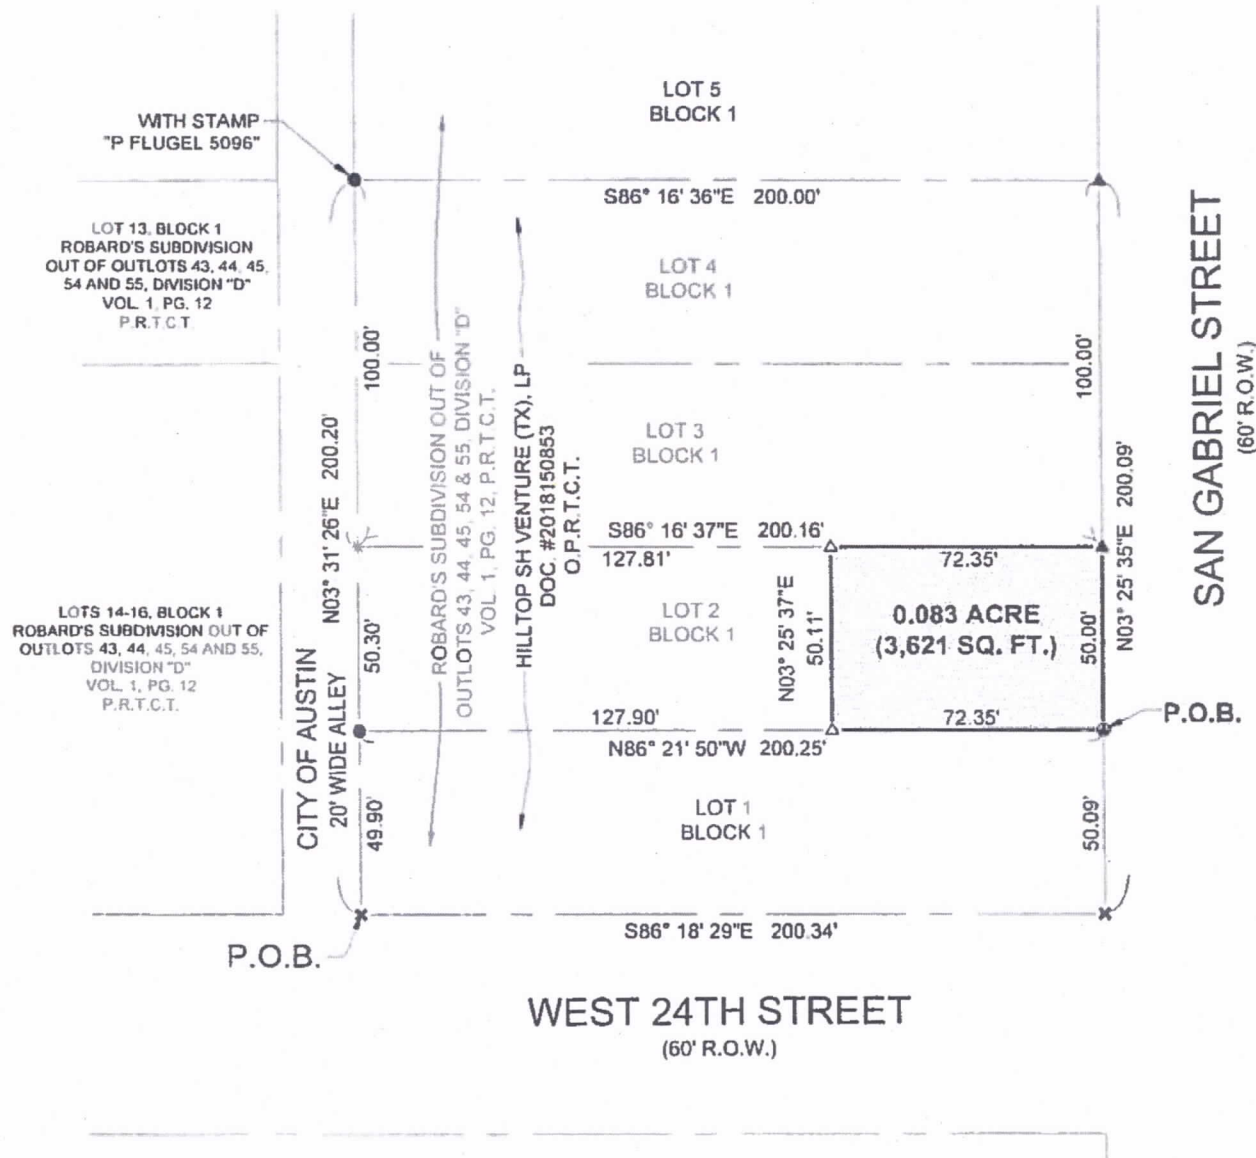 LOT 5
BLOCK 1
WITH STAMP
"P FLUGEL 5096"
S86° 16' 36"E 200.00'
LOT 13, BLOCK 1
ROBARD'S SUBDIVISION
OUT OF OUTLOTS 43, 44, 45,
54 AND 55, DIVISION "D"
VOL. 1, PG. 12
P.R.T.C.T.
LOT 4
BLOCK 1
SAN GABRIEL STREET
(60' R.O.W.)
100.00'
100.00'
N03° 31' 26"E 200.20'
ROBARD'S SUBDIVISION OUT OF
OUTLOTS 43, 44, 45, 54 & 55, DIVISION "D"
VOL. 1, PG. 12, P.R.T.C.T.
HILLTOP SH VENTURE (TX), LP
DOC. #2018150853
O.P.R.T.C.T.
LOT 3
BLOCK 1
N03° 25' 35"E 200.09'
S86° 16' 37"E 200.16'
127.81'
72.35'
LOTS 14-16, BLOCK 1
ROBARD'S SUBDIVISION OUT OF
OUTLOTS 43, 44, 45, 54 AND 55,
DIVISION "D"
VOL. 1, PG. 12
P.R.T.C.T.
50.30'
LOT 2
BLOCK 1
N03° 25' 37"E
50.11'
0.083 ACRE
(3,621 SQ. FT.)
50.00'
CITY OF AUSTIN
20' WIDE ALLEY
127.90'
72.35'
P.O.B.
N86° 21' 50"W 200.25'
49.90'
LOT 1
BLOCK 1
50.09'
S86° 18' 29"E 200.34'
P.O.B.
WEST 24TH STREET
(60' R.O.W.)